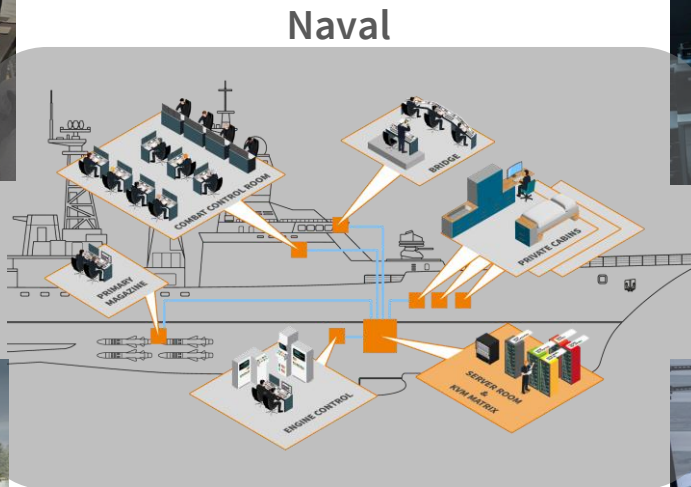 Naval
COMBAT CONTROL ROOM
BRIDGE
PRIVATE CABINS
PRIMARY
MAGAZINE
ENGINE CONTROL
SERVER ROOM
&
KVM MATRIX